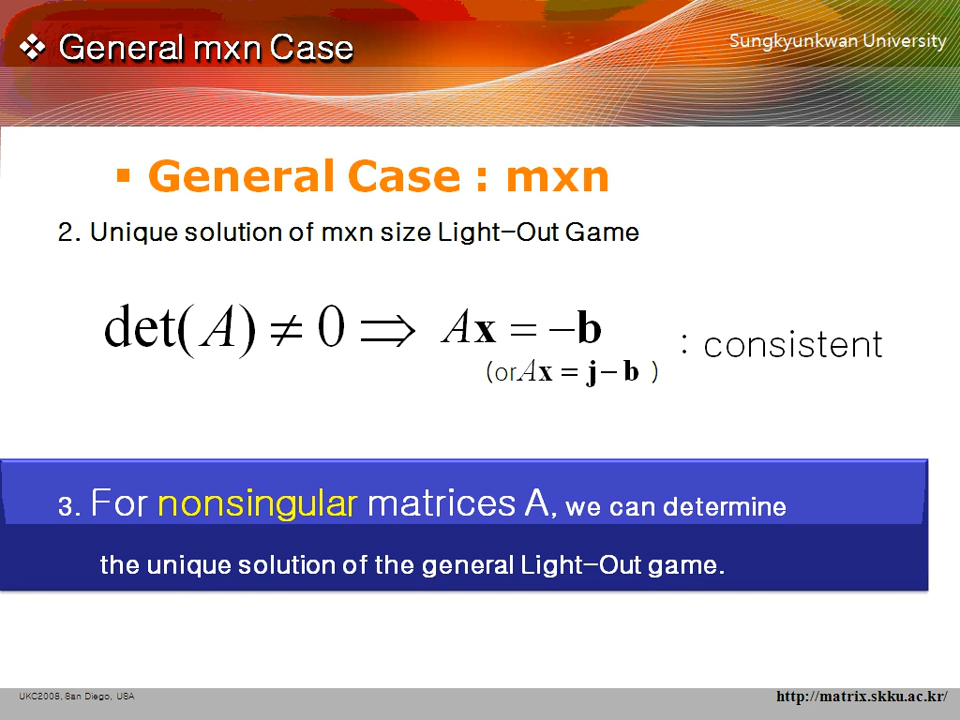 ❖ General mxn Case
Sungkyunkwan University
▪ General Case : mxn
2. Unique solution of mxn size Light-Out Game
det(A) ≠ 0 ⇒ Ax = −b
(or Ax = j − b )
: consistent
3. For nonsingular matrices A, we can determine
the unique solution of the general Light-Out game.
UKC2008, San Diego, USA
http://matrix.skku.ac.kr/